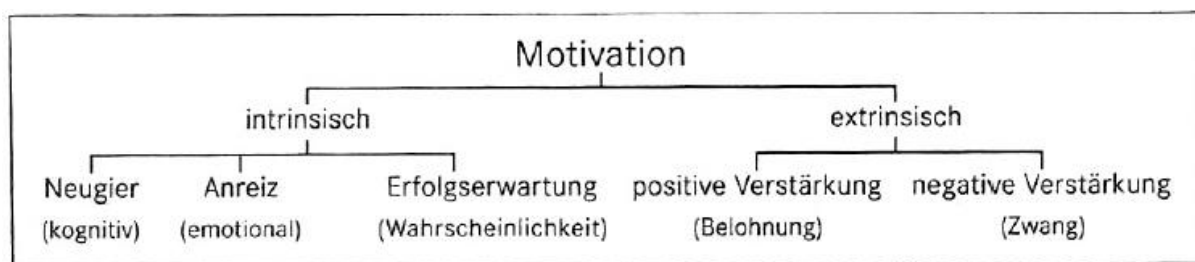 Motivation
intrinsisch extrinsisch
Neugier Anreiz Erfolgserwartung positive Verstärkung negative Verstärkung
(kognitiv) (emotional) (Wahrscheinlichkeit) (Belohnung) (Zwang)